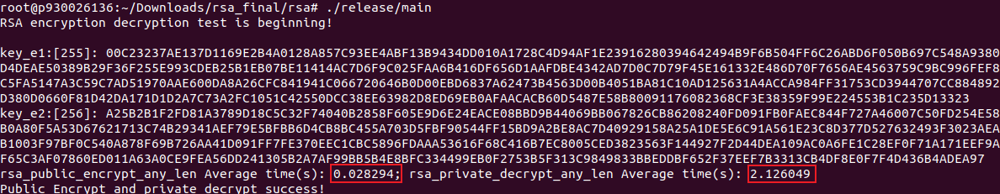 root@p930026136:~/Downloads/rsa_final/rsa# ./release/main
RSA encryption decryption test is beginning!
key_e1:[255]: 00C23237AE137D1169E2B4A0128A857C93EE4ABF13B9434DD010A1728C4D94AF1E23916280394642494B9F6B504FF6C26ABD6F050B697C548A9380
D4DEAE50389B29F36F255E993CDEB25B1EB07BE11414AC7D6F9C025FAA6B416DF656D1AAFDBE4342AD7D0C7D79F45E161332E486D70F7656AE4563759C9BC996FEF8
C5FA5147A3C59C7AD51970AAE600DA8A26CFC841941C066720646B0D00EBD6837A62473B4563D00B4051BA81C10AD125631A4ACCA984FF31753CD3944707CC884892
D380D0660F81D42DA171D1D2A7C73A2FC1051C42550DCC38EE63982D8ED69EB0AFAACACB60D5487E58B80091176082368CF3E38359F99E224553B1C235D13323
key_e2:[256]: A25B2B1F2FD81A3789D18C5C32F74040B2858F605E9D6E24EACE08BBD9B44069BB067826CB86208240FD091FB0FAEC844F727A46007C50FD254E58
B0A80F5A53D67621713C74B29341AEF79E5BFBB6D4CB8BC455A703D5FBF90544FF15BD9A2BE8AC7D40929158A25A1DE5E6C91A561E23C8D377D527632493F3023AEA
B1003F97BF0C540A878F69B726AA41D091FF7FE370EEC1CBC5896FDAAA53616F68C416B7EC8005CED3823563F144927F2D44DEA109AC0A6FE1C28EF0F71A171EEF9A
F65C3AF07860ED011A63A0CE9FEA56DD241305B2A7AF99BB5B4E8BFC334499EB0F2753B5F313C9849833BBEDDBF652F37EEF7B3313CB4DF8E0F7F4D436B4ADEA97
rsa_public_encrypt_any_len Average time(s): 0.028294; rsa_private_decrypt_any_len Average time(s): 2.126049
Public Encrypt and private decrypt success!